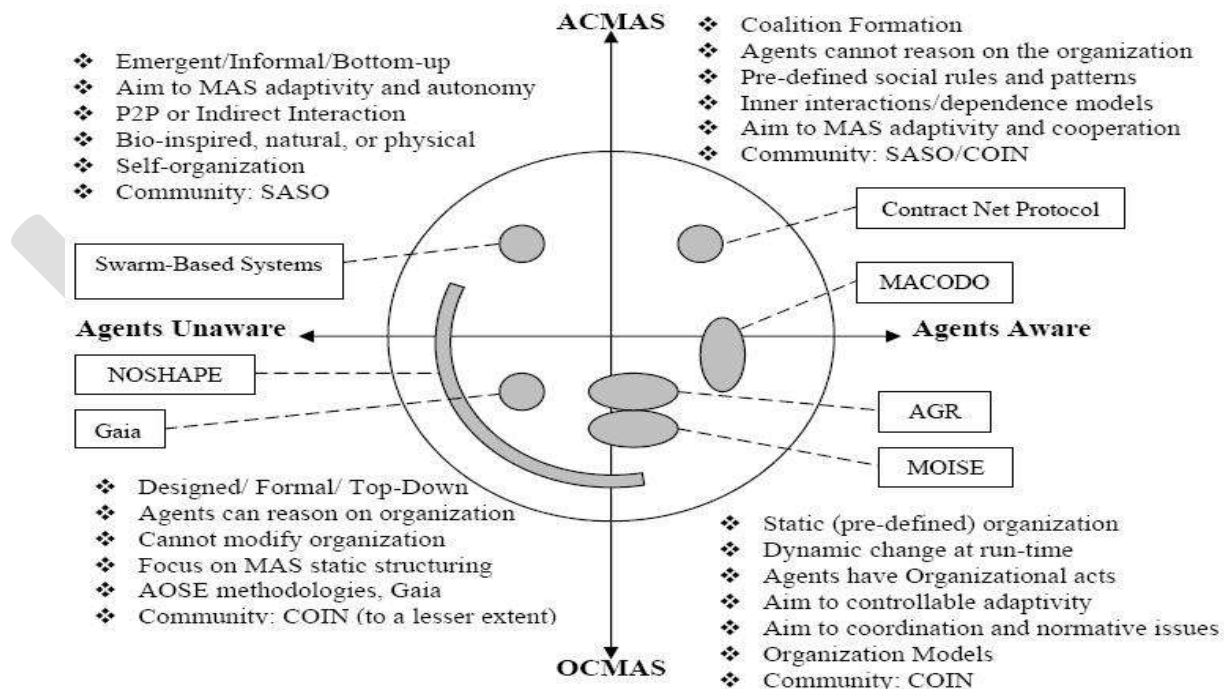 ACMAS
❖ Emergent/Informal/Bottom-up
❖ Aim to MAS adaptivity and autonomy
❖ P2P or Indirect Interaction
❖ Bio-inspired, natural, or physical
❖ Self-organization
❖ Community: SASO
❖ Coalition Formation
❖ Agents cannot reason on the organization
❖ Pre-defined social rules and patterns
❖ Inner interactions/dependence models
❖ Aim to MAS adaptivity and cooperation
❖ Community: SASO/COIN
Contract Net Protocol
Swarm-Based Systems
MACODO
Agents Unaware
Agents Aware
NOSHAPE
Gaia
AGR
MOISE
❖ Designed/ Formal/ Top-Down
❖ Agents can reason on organization
❖ Cannot modify organization
❖ Focus on MAS static structuring
❖ AOSE methodologies, Gaia
❖ Community: COIN (to a lesser extent)
❖ Static (pre-defined) organization
❖ Dynamic change at run-time
❖ Agents have Organizational acts
❖ Aim to controllable adaptivity
❖ Aim to coordination and normative issues
❖ Organization Models
❖ Community: COIN
OCMAS